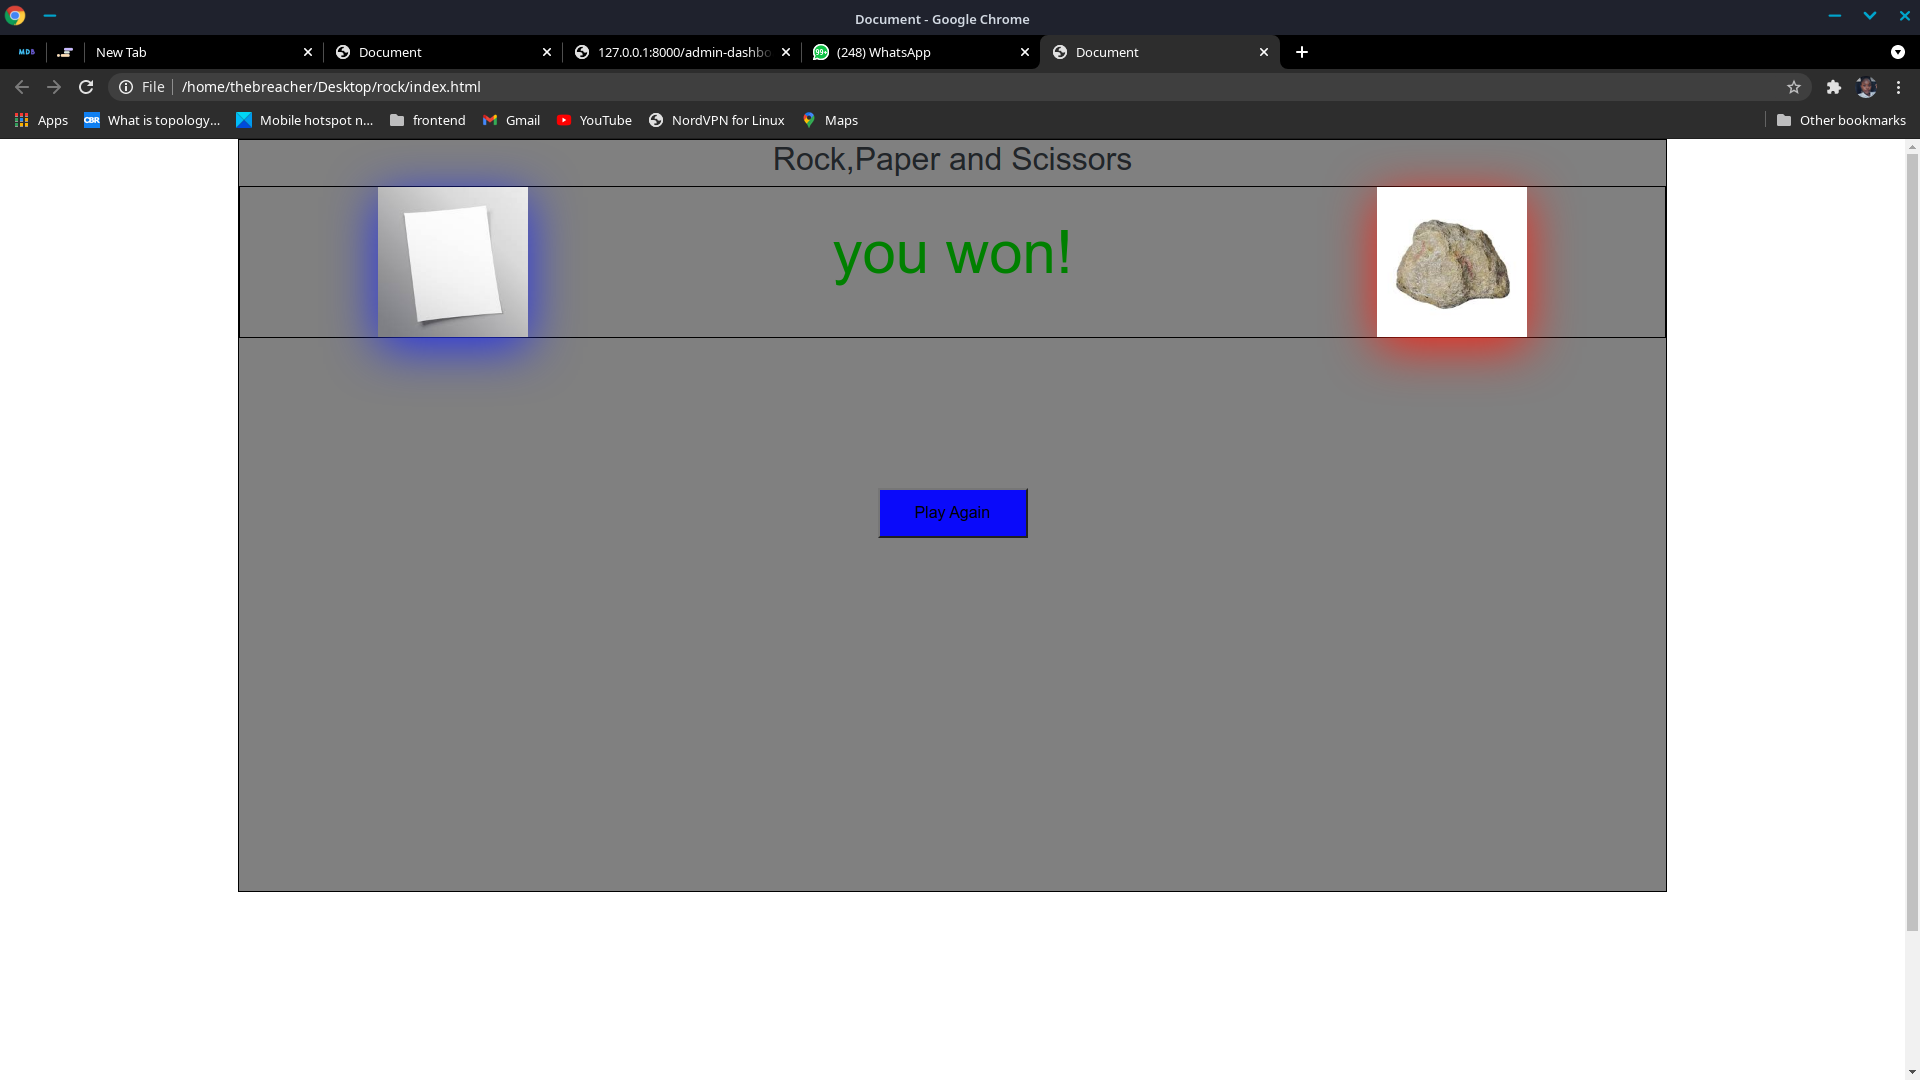 Document - Google Chrome
MDB New Tab Document 127.0.0.1:8000/admin-dashbo 99+ (248) WhatsApp Document
File /home/thebreacher/Desktop/rock/index.html
Apps CBR What is topology... Mobile hotspot n... frontend Gmail YouTube NordVPN for Linux Maps Other bookmarks
Rock,Paper and Scissors
you won!
Play Again